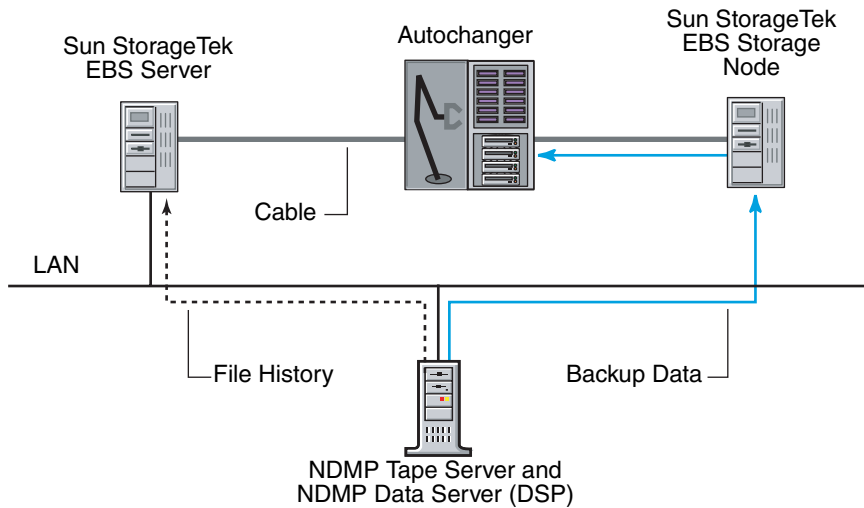 Sun StorageTek
EBS Server
Autochanger
Sun StorageTek
EBS Storage
Node
Cable
LAN
File History
Backup Data
NDMP Tape Server and
NDMP Data Server (DSP)